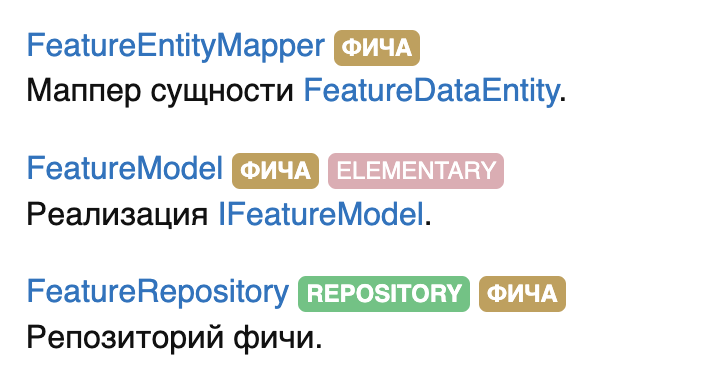 FeatureEntityMapper ФИЧА
Маппер сущности FeatureDataEntity.
FeatureModel ФИЧА ELEMENTARY
Реализация IFeatureModel.
FeatureRepository REPOSITORY ФИЧА
Репозиторий фичи.